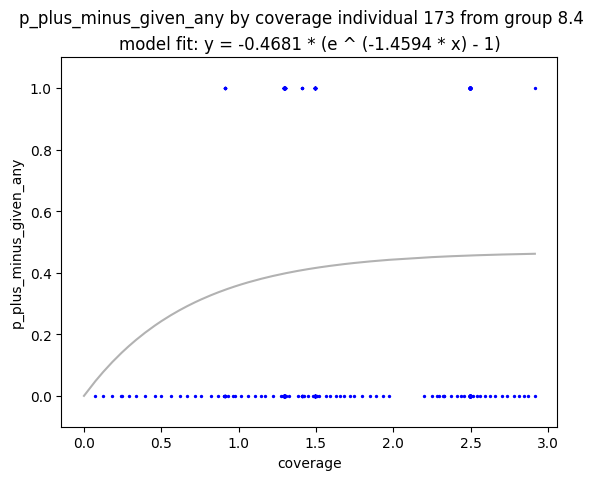 p_plus_minus_given_any by coverage individual 173 from group 8.4
model fit: y = -0.4681 * (e ^ (-1.4594 * x) - 1)
1.0
0.8
0.6
0.4
0.2
0.0
p_plus_minus_given_any
0.0 0.5 1.0 1.5 2.0 2.5 3.0
coverage